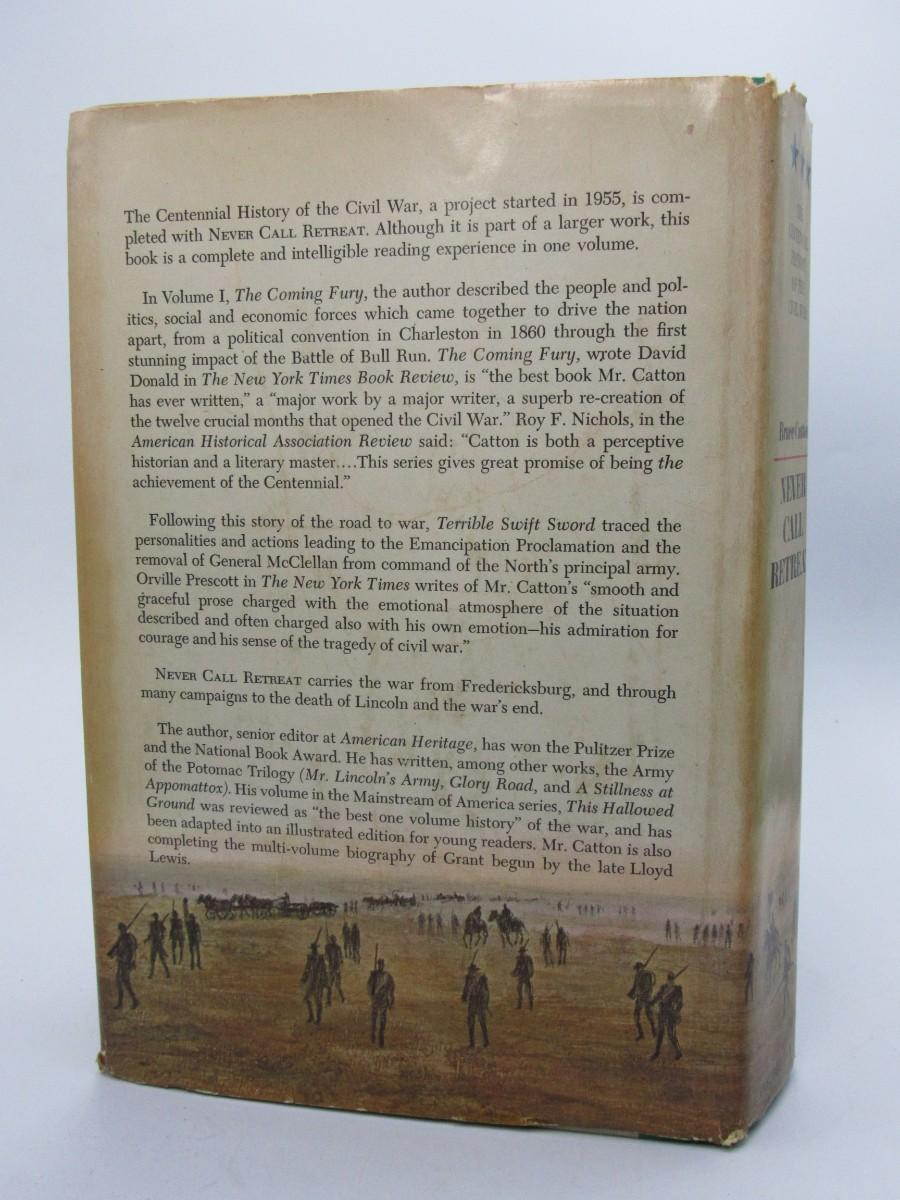 The Centennial History of the Civil War, a project started in 1955, is com-
pleted with NEVER CALL RETREAT. Although it is part of a larger work, this
book is a complete and intelligible reading experience in one volume.
In Volume I, The Coming Fury, the author described the people and pol-
itics, social and economic forces which came together to drive the nation
apart, from a political convention in Charleston in 1860 through the first
stunning impact of the Battle of Bull Run. The Coming Fury, wrote David
Donald in The New York Times Book Review, is “the best book Mr. Catton
has ever written,” a “major work by a major writer, a superb re-creation of
the twelve crucial months that opened the Civil War.” Roy F. Nichols, in the
American Historical Association Review said: “Catton is both a perceptive
historian and a literary master....This series gives great promise of being the
achievement of the Centennial.”
Following this story of the road to war, Terrible Swift Sword traced the
personalities and actions leading to the Emancipation Proclamation and the
removal of General McClellan from command of the North’s principal army.
Orville Prescott in The New York Times writes of Mr. Catton’s “smooth and
graceful prose charged with the emotional atmosphere of the situation
described and often charged also with his own emotion—his admiration for
courage and his sense of the tragedy of civil war.”
NEVER CALL RETREAT carries the war from Fredericksburg, and through
many campaigns to the death of Lincoln and the war’s end.
The author, senior editor at American Heritage, has won the Pulitzer Prize
and the National Book Award. He has written, among other works, the Army
of the Potomac Trilogy (Mr. Lincoln’s Army, Glory Road, and A Stillness at
Appomattox). His volume in the Mainstream of America series, This Hallowed
Ground was reviewed as “the best one volume history” of the war, and has
been adapted into an illustrated edition for young readers. Mr. Catton is also
completing the multi-volume biography of Grant begun by the late Lloyd
Lewis.
Bruce
NEVER
CALL